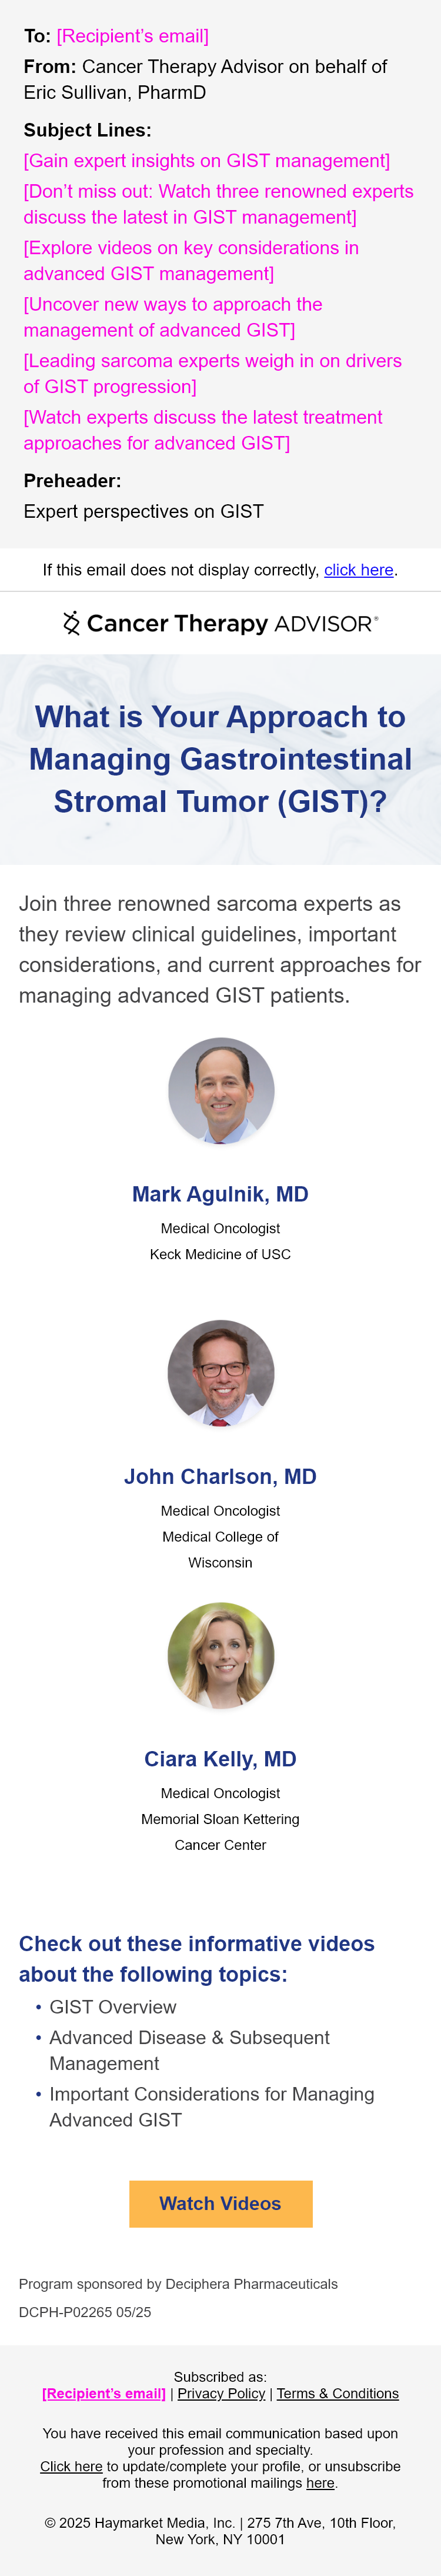 To: [Recipient’s email]
From: Cancer Therapy Advisor on behalf of
Eric Sullivan, PharmD
Subject Lines:
[Gain expert insights on GIST management]
[Don’t miss out: Watch three renowned experts
discuss the latest in GIST management]
[Explore videos on key considerations in
advanced GIST management]
[Uncover new ways to approach the
management of advanced GIST]
[Leading sarcoma experts weigh in on drivers
of GIST progression]
[Watch experts discuss the latest treatment
approaches for advanced GIST]
Preheader:
Expert perspectives on GIST
If this email does not display correctly, click here.
Cancer Therapy ADVISOR®
What is Your Approach to
Managing Gastrointestinal
Stromal Tumor (GIST)?
Join three renowned sarcoma experts as
they review clinical guidelines, important
considerations, and current approaches for
managing advanced GIST patients.
Mark Agulnik, MD
Medical Oncologist
Keck Medicine of USC
John Charlson, MD
Medical Oncologist
Medical College of
Wisconsin
Ciara Kelly, MD
Medical Oncologist
Memorial Sloan Kettering
Cancer Center
Check out these informative videos
about the following topics:
• GIST Overview
• Advanced Disease & Subsequent
Management
• Important Considerations for Managing
Advanced GIST
Watch Videos
Program sponsored by Deciphera Pharmaceuticals
DCPH-P02265 05/25
Subscribed as:
[Recipient’s email] | Privacy Policy | Terms & Conditions
You have received this email communication based upon
your profession and specialty.
Click here to update/complete your profile, or unsubscribe
from these promotional mailings here.
© 2025 Haymarket Media, Inc. | 275 7th Ave, 10th Floor,
New York, NY 10001